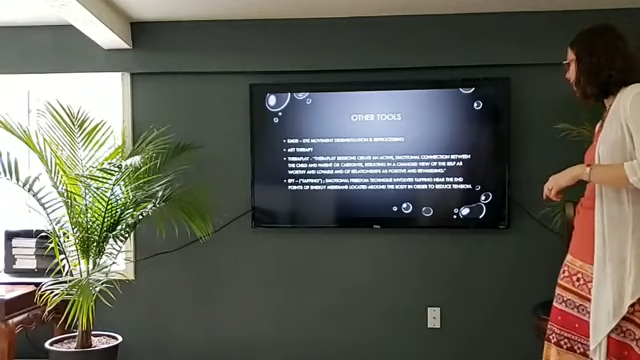 OTHER TOOLS
EMDR – EYE MOVEMENT DESENSITIZATION & REPROCESSING
ART THERAPY
THERAPLAY – "THERAPLAY SESSIONS CREATE AN ACTIVE, EMOTIONAL CONNECTION BETWEEN
THE CHILD AND PARENT OR CAREGIVER, RESULTING IN A CHANGED VIEW OF THE SELF AS
WORTHY AND LOVABLE AND OF RELATIONSHIPS AS POSITIVE AND REWARDING."
EFT – ("TAPPING") : EMOTIONAL FREEDOM TECHNIQUE INVOLVES TAPPING NEAR THE END
POINTS OF ENERGY MERIDIANS LOCATED AROUND THE BODY IN ORDER TO REDUCE TENSION.
TCL